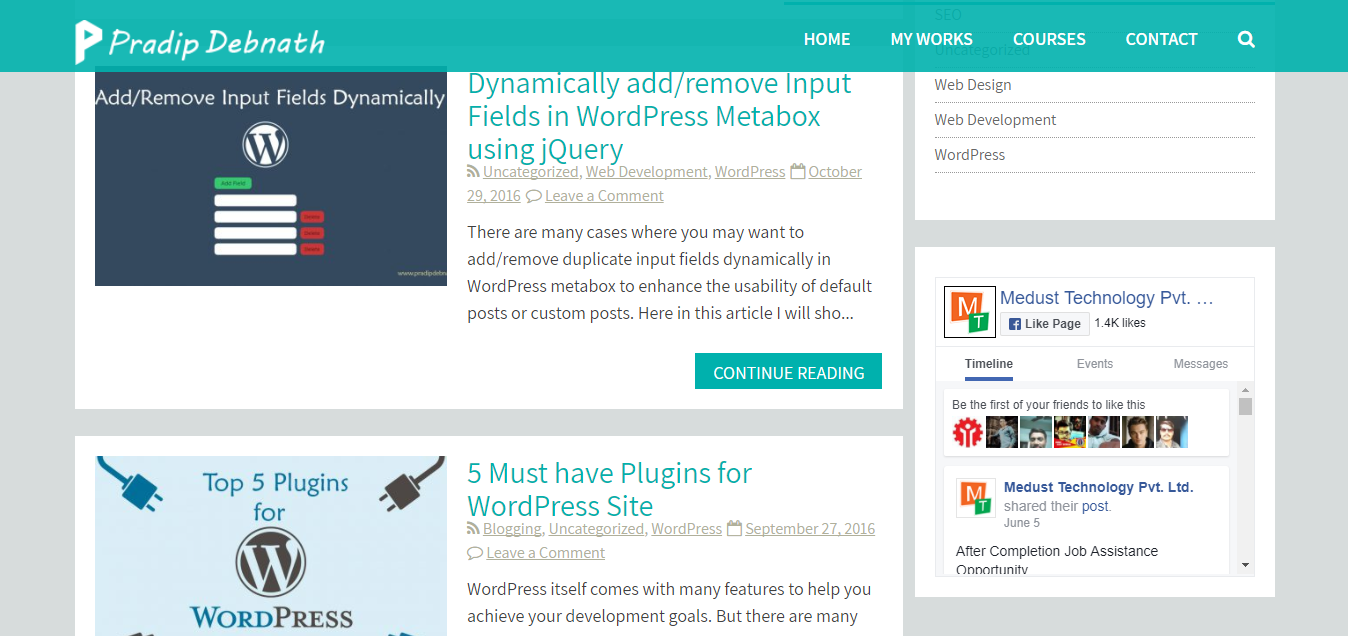 Pradip Debnath
HOME
MY WORKS
COURSES
CONTACT
SEO
Uncategorized
Web Design
Web Development
WordPress
Add/Remove Input Fields Dynamically
Add Field
Dynamically add/remove Input
Fields in WordPress Metabox
using jQuery
Uncategorized, Web Development, WordPress October
29, 2016 Leave a Comment
There are many cases where you may want to
add/remove duplicate input fields dynamically in
WordPress metabox to enhance the usability of default
posts or custom posts. Here in this article I will sho...
CONTINUE READING
Top 5 Plugins
for
WORDPRESS
5 Must have Plugins for
WordPress Site
Blogging, Uncategorized, WordPress September 27, 2016
Leave a Comment
WordPress itself comes with many features to help you
achieve your development goals. But there are many
M
T
Medust Technology Pvt. ...
Like Page 1.4K likes
Timeline
Events
Messages
Be the first of your friends to like this
M
T
Medust Technology Pvt. Ltd.
shared their post.
June 5
After Completion Job Assistance
Opportunity